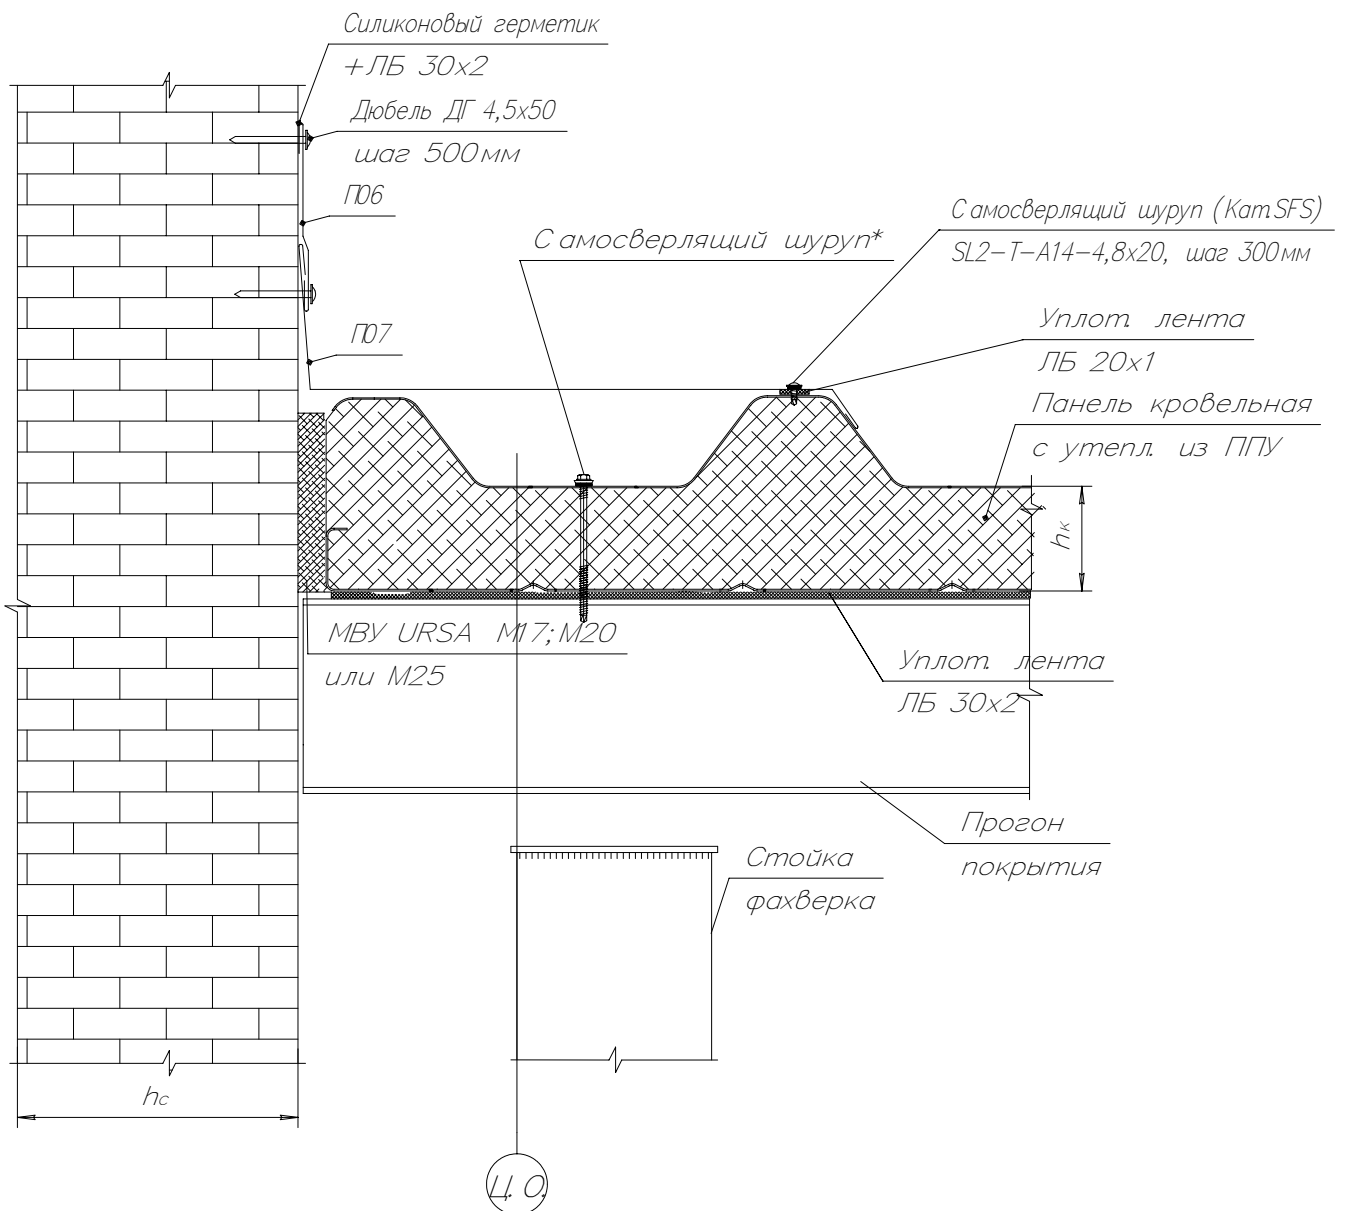 Силиконовый герметик
+ЛБ 30х2
Дюбель ДГ 4,5х50
шаг 500мм
П06
Самосверлящий шуруп*
Самосверлящий шуруп (Кат.SFS)
SL2-T-A14-4,8х20, шаг 300мм
П07
Уплот. лента
ЛБ 20х1
Панель кровельная
с утепл. из ППУ
hк
МВУ URSA М17;М20
или М25
Уплот. лента
ЛБ 30х2
Прогон
покрытия
Стойка
фахверка
hс
Ц.О.